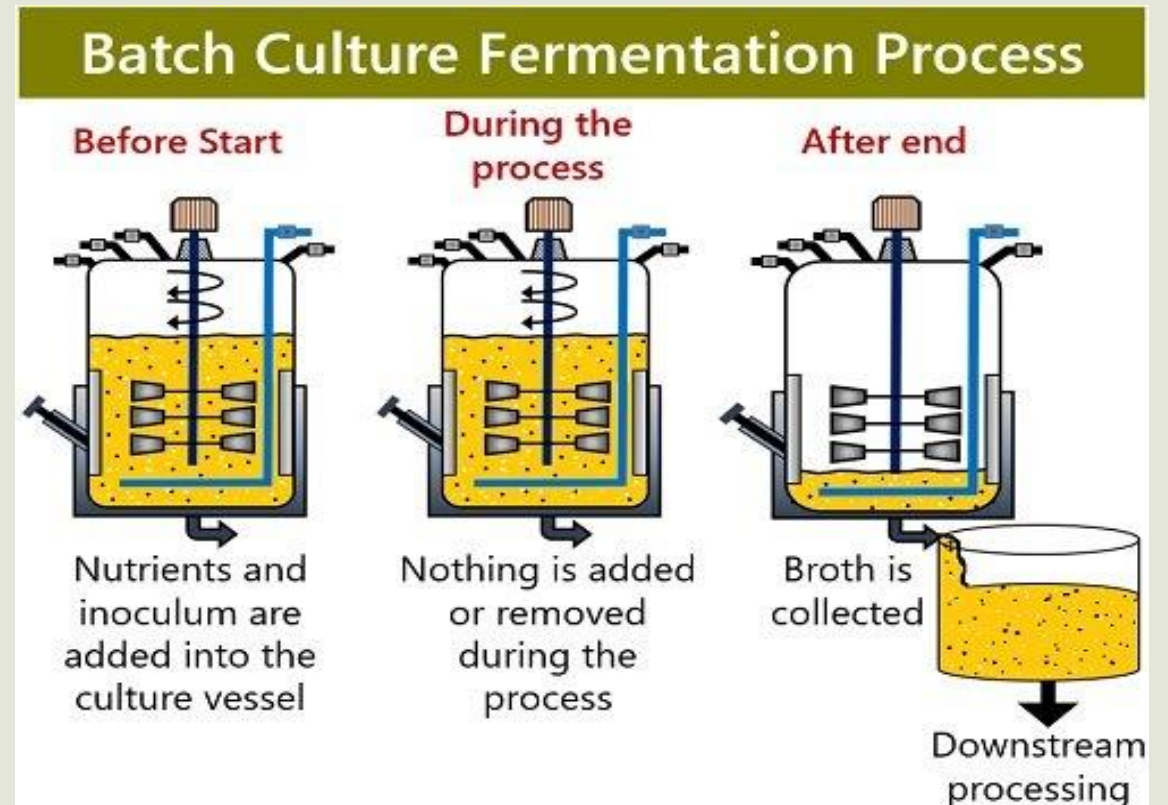 Batch Culture Fermentation Process
Before Start
Nutrients and
inoculum are
added into the
culture vessel
During the
process
Nothing is added
or removed
during the
process
After end
Broth is
collected
Downstream
processing